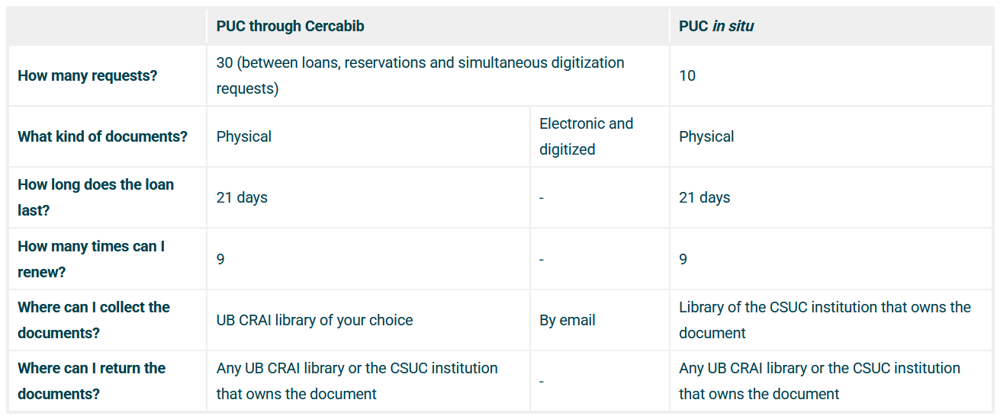 PUC through Cercabib
PUC in situ
How many requests?
30 (between loans, reservations and simultaneous digitization
requests)
10
What kind of documents?
Physical
Electronic and
digitized
Physical
How long does the loan
last?
21 days
-
21 days
How many times can I
renew?
9
-
9
Where can I collect the
documents?
UB CRAI library of your choice
By email
Library of the CSUC institution that owns the
document
Where can I return the
documents?
Any UB CRAI library or the CSUC institution
that owns the document
-
Any UB CRAI library or the CSUC institution
that owns the document